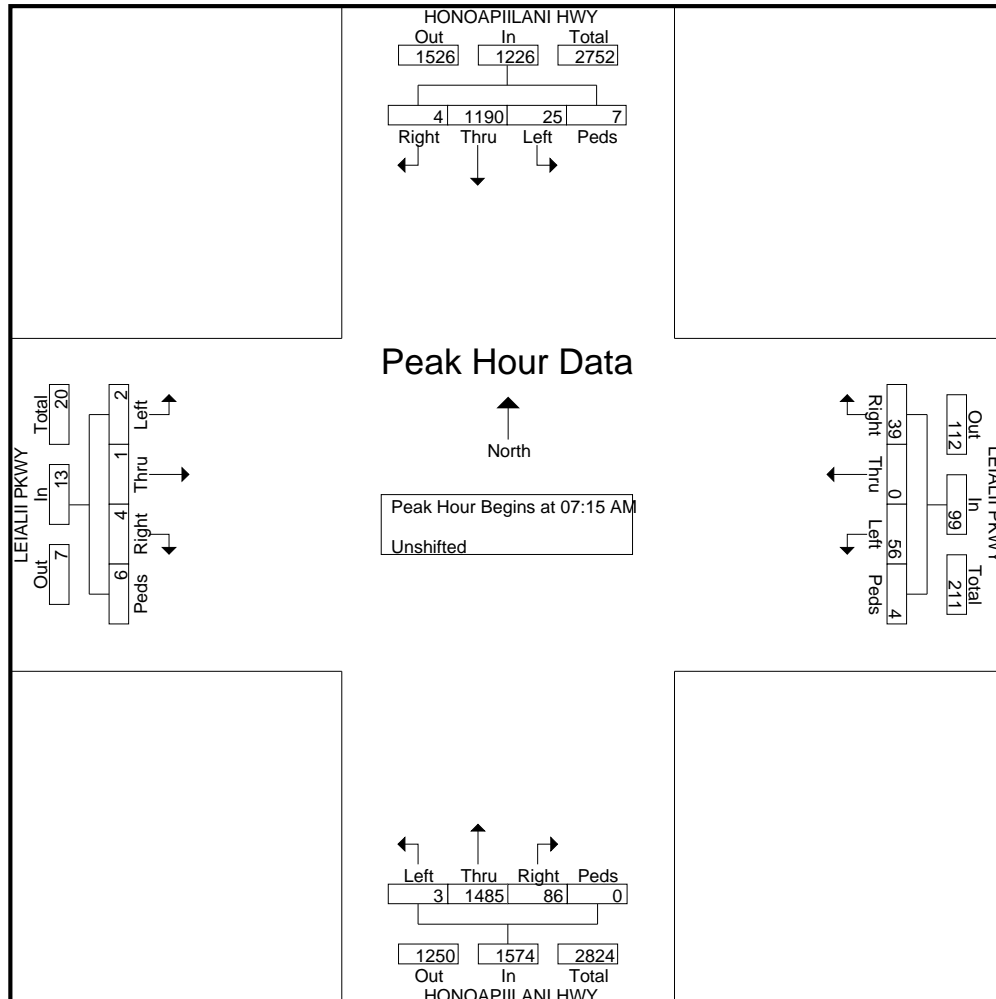 HONOAPIILANI HWY
Out In Total
1526 1226 2752
4 1190 25 7
Right Thru Left Peds
Peak Hour Data
North
Peak Hour Begins at 07:15 AM
Unshifted
LEIALII PKWY
Total In Out
20 13 7
2 1 4 6
Left Thru Right Peds
Right Thru Left Peds
39 0 56 4
Out In Total
112 99 211
LEIALII PKWY
Left Thru Right Peds
3 1485 86 0
1250 1574 2824
Out In Total
HONOAPIILANI HWY